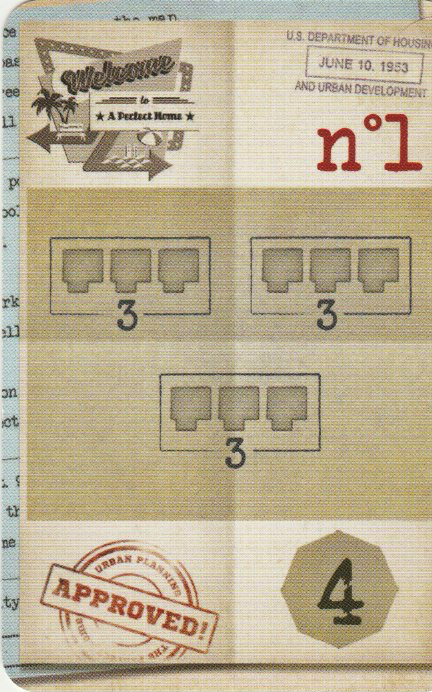 the man
Welcome
to
★ A Perfect Home ★
U.S. DEPARTMENT OF HOUSIN
JUNE 10. 1953
AND URBAN DEVELOPMENT
n°1
3
3
3
URBAN PLANNING
APPROVED!
4